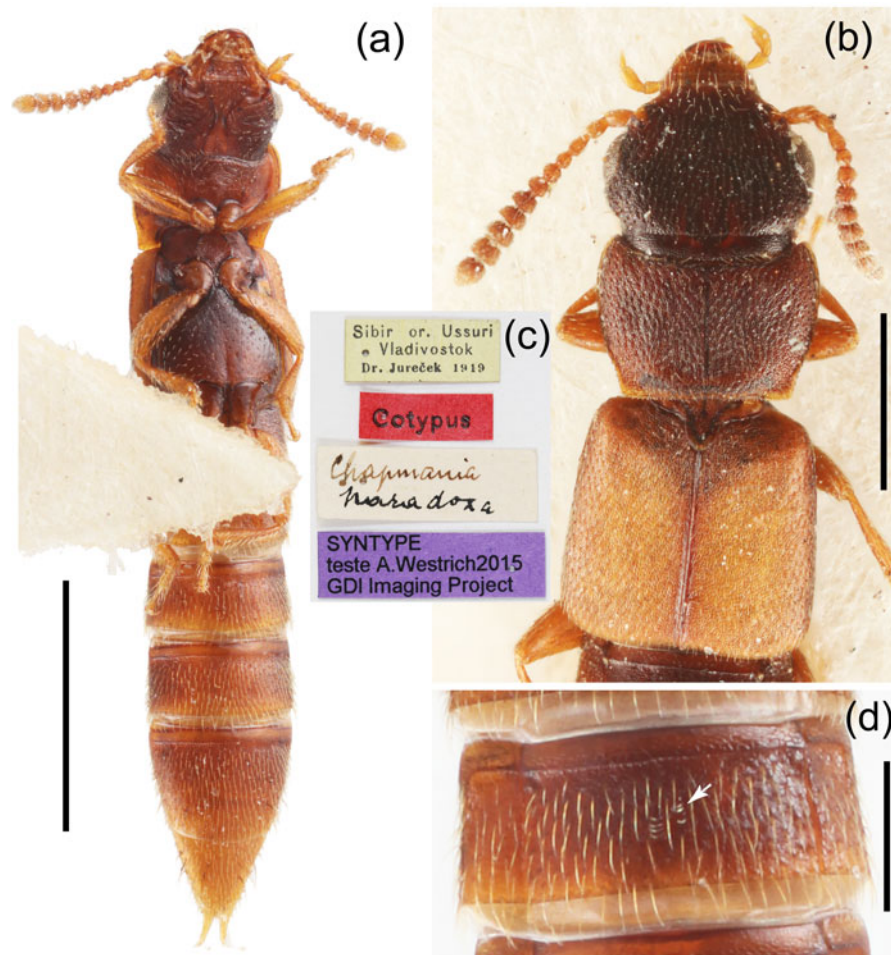 (a)
(b)
(c)
Sibir or. Ussuri
Vladivostok
Dr. Jureček 1919
Cotypus
Chapmania
paradoxa
SYNTYPE
teste A.Westrich2015
GDI Imaging Project
(d)